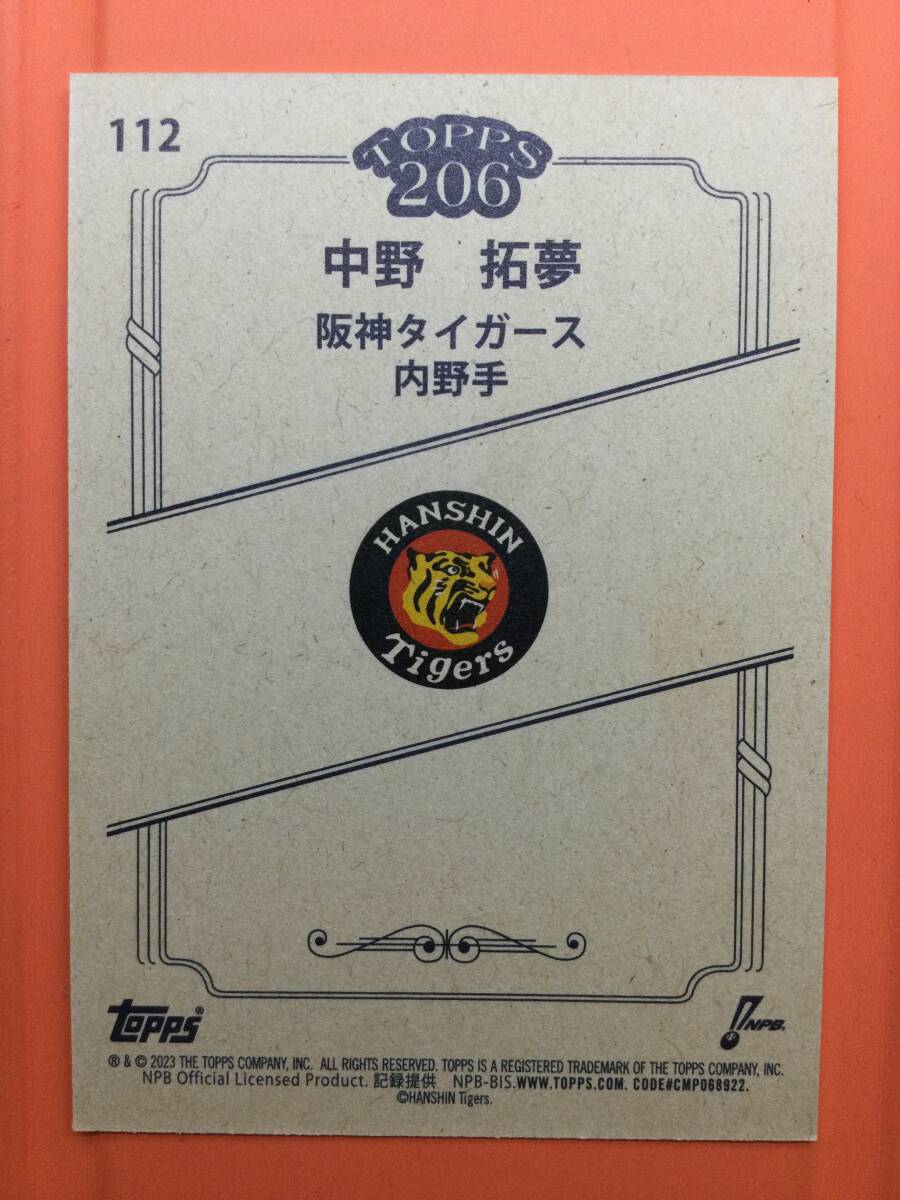 112
TOPPS
206
中野 拓夢
阪神タイガース
内野手
HANSHIN
Tigers
topps®
NPB.
® & © 2023 THE TOPPS COMPANY, INC. ALL RIGHTS RESERVED. TOPPS IS A REGISTERED TRADEMARK OF THE TOPPS COMPANY, INC.
NPB Official Licensed Product. 記録提供 NPB-BIS.WWW.TOPPS.COM. CODE#CMP068922.
©HANSHIN Tigers.